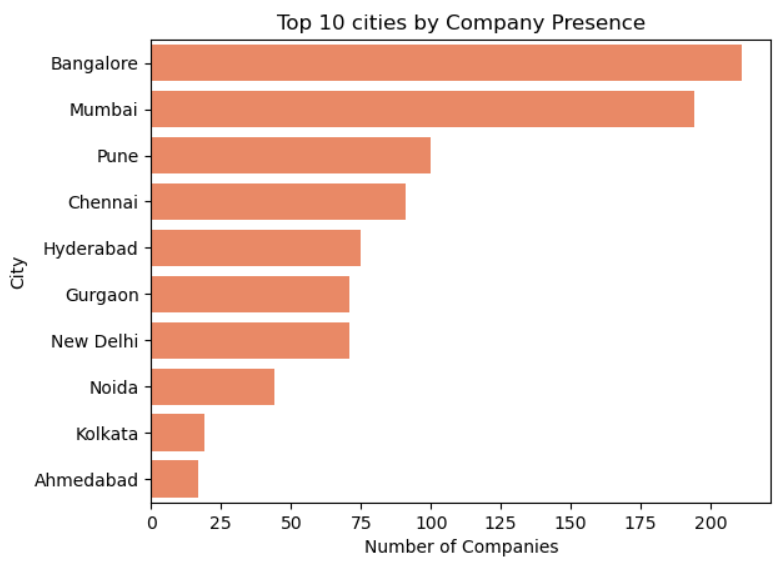 Top 10 cities by Company Presence
Bangalore
Mumbai
Pune
Chennai
Hyderabad
Gurgaon
New Delhi
Noida
Kolkata
Ahmedabad
City
0 25 50 75 100 125 150 175 200
Number of Companies